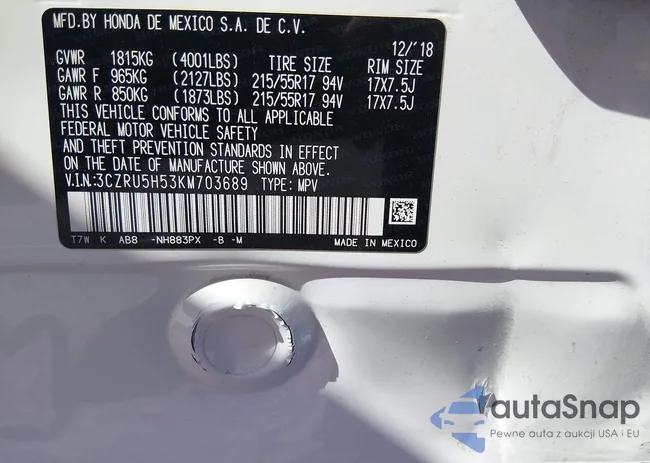 MFD.BY HONDA DE MEXICO S.A. DE C.V.
12/'18
GVWR 1815KG (4001LBS) TIRE SIZE RIM SIZE
GAWR F 965KG (2127LBS) 215/55R17 94V 17X7.5J
GAWR R 850KG (1873LBS) 215/55R17 94V 17X7.5J
THIS VEHICLE CONFORMS TO ALL APPLICABLE
FEDERAL MOTOR VEHICLE SAFETY
AND THEFT PREVENTION STANDARDS IN EFFECT
ON THE DATE OF MANUFACTURE SHOWN ABOVE.
V.I.N.:3CZRU5H53KM703689 TYPE: MPV
T7W K AB8 -NH883PX -B -M MADE IN MEXICO
autaSnap
Pewne auta z aukcji USA i EU